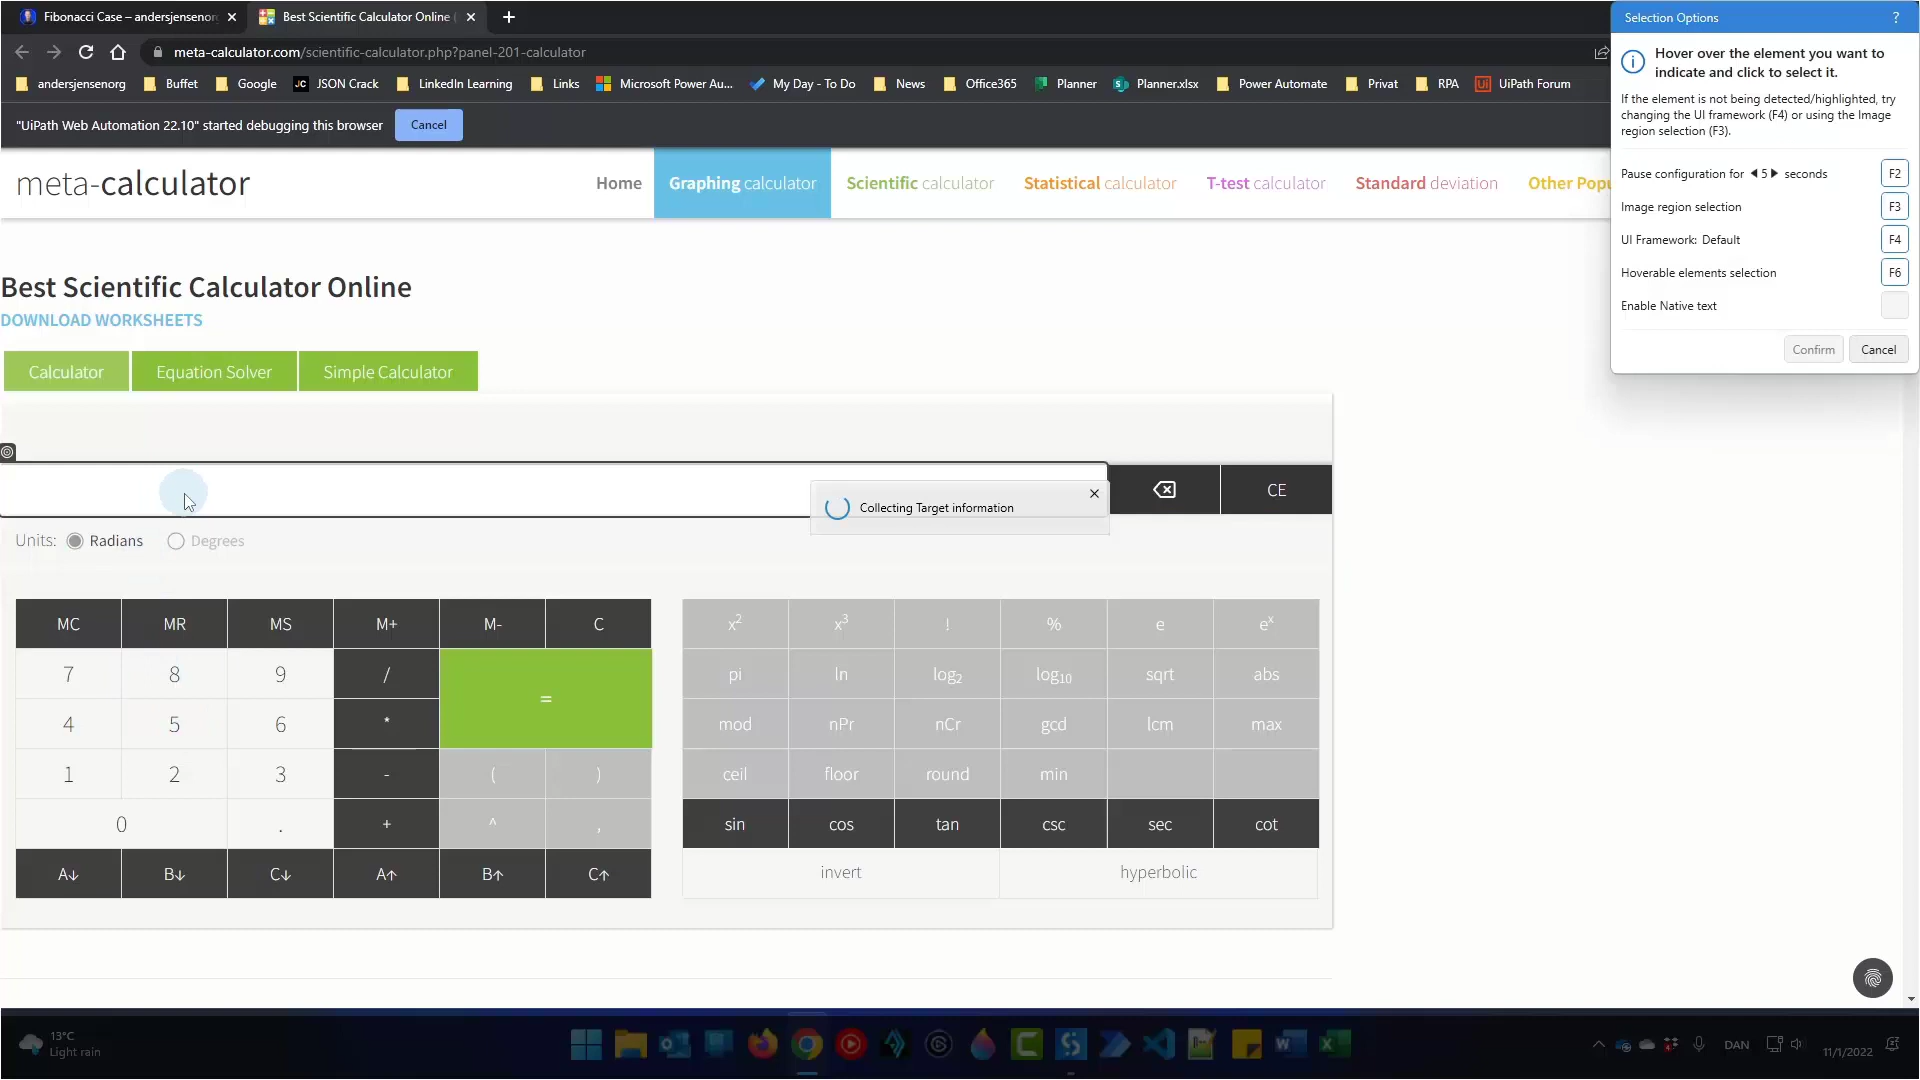 Fibonacci Case – andersjensenorg
Best Scientific Calculator Online (
meta-calculator.com/scientific-calculator.php?panel-201-calculator
andersjensenorg
Buffet
Google
JC JSON Crack
LinkedIn Learning
Links
Microsoft Power Au...
My Day - To Do
News
Office365
Planner
Planner.xlsx
Power Automate
Privat
RPA
Ui UiPath Forum
"UiPath Web Automation 22.10" started debugging this browser
Cancel
meta-calculator
Home
Graphing calculator
Scientific calculator
Statistical calculator
T-test calculator
Standard deviation
Other Popu
Best Scientific Calculator Online
DOWNLOAD WORKSHEETS
Calculator
Equation Solver
Simple Calculator
CE
Collecting Target information
Units: Radians Degrees
MC MR MS M+ M- C
7 8 9 / =
4 5 6 *
1 2 3 - ( )
0 . + ^ ,
A↓ B↓ C↓ A↑ B↑ C↑
x² x³ ! % e eˣ
pi ln log₂ log₁₀ sqrt abs
mod nPr nCr gcd lcm max
ceil floor round min
sin cos tan csc sec cot
invert hyperbolic
Selection Options ?
Hover over the element you want to
indicate and click to select it.
If the element is not being detected/highlighted, try
changing the UI framework (F4) or using the Image
region selection (F3).
Pause configuration for 5 seconds F2
Image region selection F3
UI Framework: Default F4
Hoverable elements selection F6
Enable Native text
Confirm Cancel
13°C
Light rain
DAN
11/1/2022